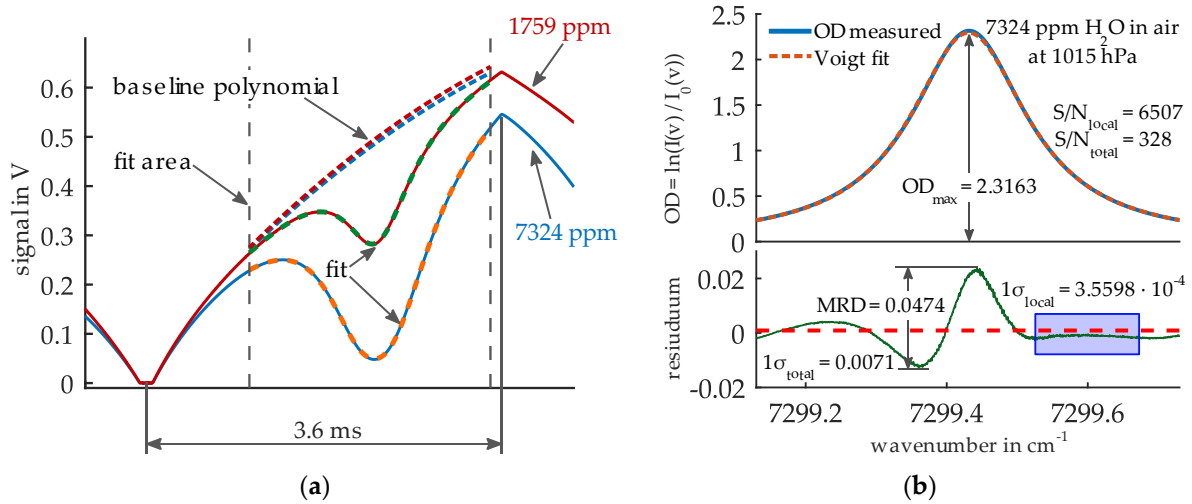 1759 ppm
baseline polynomial
fit area
7324 ppm
fit
signal in V
0.6
0.5
0.4
0.3
0.2
0.1
0
3.6 ms
(a)
OD measured
Voigt fit
7324 ppm H2O in air
at 1015 hPa
S/Nlocal = 6507
S/Ntotal = 328
ODmax = 2.3163
OD = ln(I(v) / I0(v))
2.5
2
1.5
1
0.5
0
MRD = 0.0474
1σlocal = 3.5598 · 10-4
1σtotal = 0.0071
resiuduum
0.02
0
-0.02
7299.2
7299.4
7299.6
wavenumber in cm-1
(b)